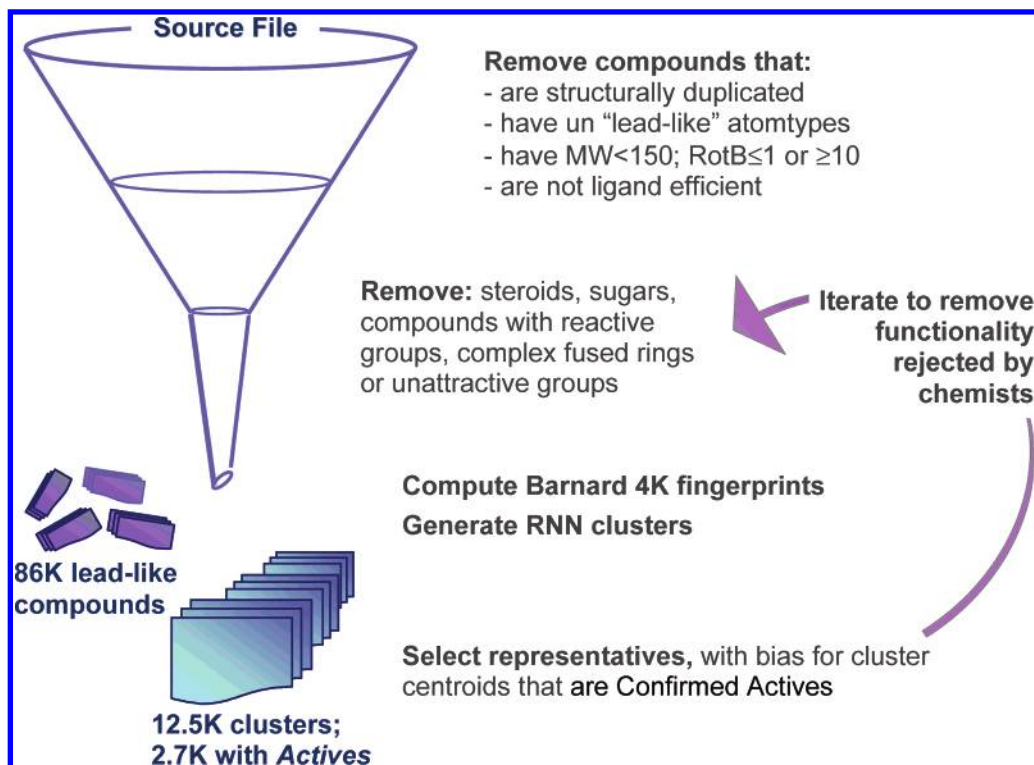 Source File
Remove compounds that:
- are structurally duplicated
- have un “lead-like” atomtypes
- have MW<150; RotB≤1 or ≥10
- are not ligand efficient
Remove: steroids, sugars,
compounds with reactive
groups, complex fused rings
or unattractive groups
Iterate to remove
functionality
rejected by
chemists
Compute Barnard 4K fingerprints
Generate RNN clusters
86K lead-like
compounds
Select representatives, with bias for cluster
centroids that are Confirmed Actives
12.5K clusters;
2.7K with Actives